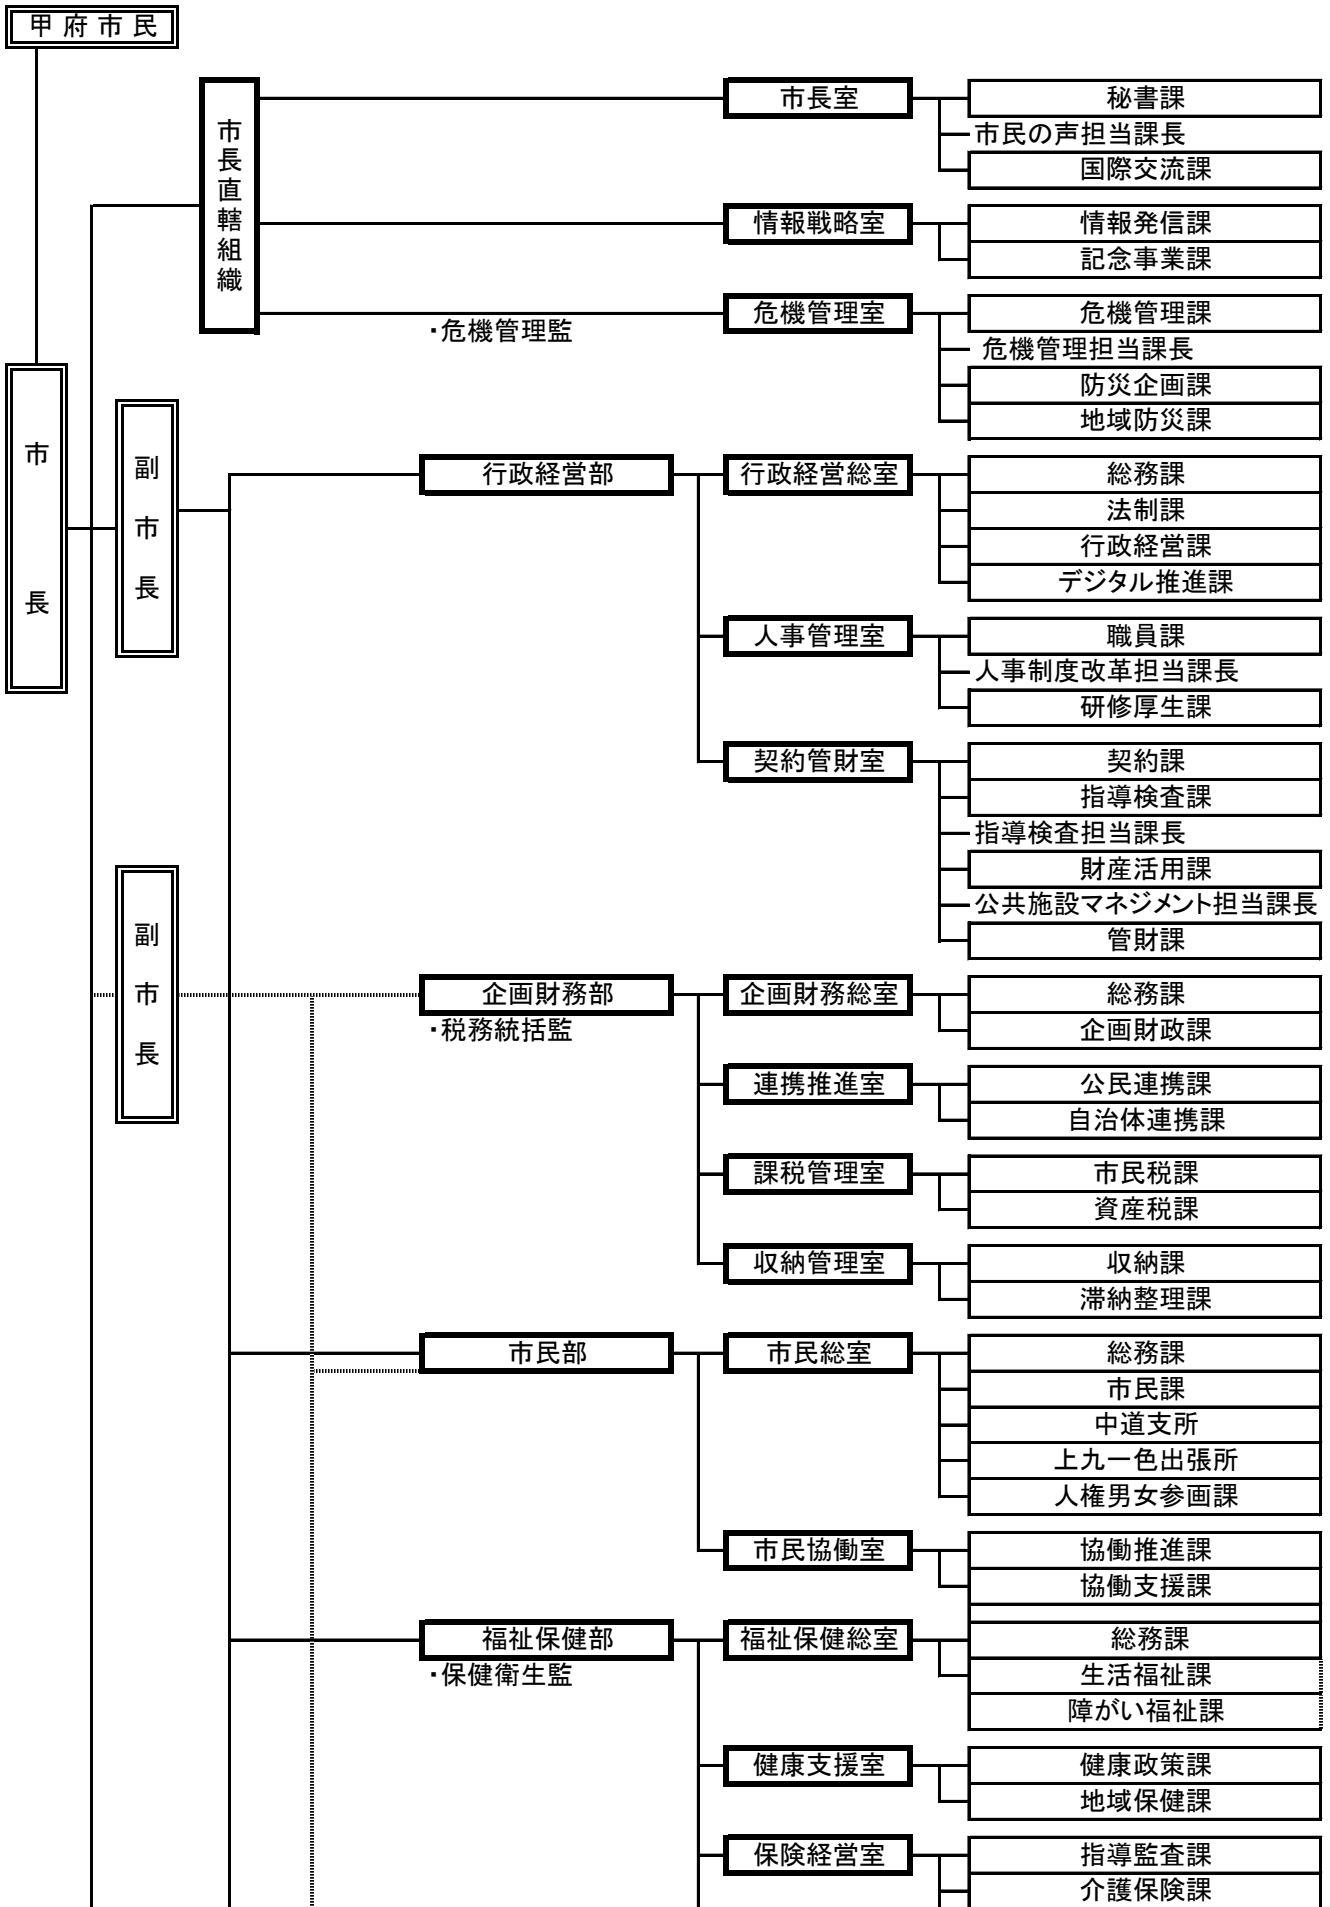 甲府市民
市長直轄組織
市長室
秘書課
市民の声担当課長
国際交流課
情報戦略室
情報発信課
記念事業課
・危機管理監
危機管理室
危機管理課
危機管理担当課長
防災企画課
地域防災課
市長
副市長
行政経営部
行政経営総室
総務課
法制課
行政経営課
デジタル推進課
人事管理室
職員課
人事制度改革担当課長
研修厚生課
契約管財室
契約課
指導検査課
指導検査担当課長
財産活用課
公共施設マネジメント担当課長
管財課
副市長
企画財務部
・税務統括監
企画財務総室
総務課
企画財政課
連携推進室
公民連携課
自治体連携課
課税管理室
市民税課
資産税課
収納管理室
収納課
滞納整理課
市民部
市民総室
総務課
市民課
中道支所
上九一色出張所
人権男女参画課
市民協働室
協働推進課
協働支援課
福祉保健部
・保健衛生監
福祉保健総室
総務課
生活福祉課
障がい福祉課
健康支援室
健康政策課
地域保健課
保険経営室
指導監査課
介護保険課